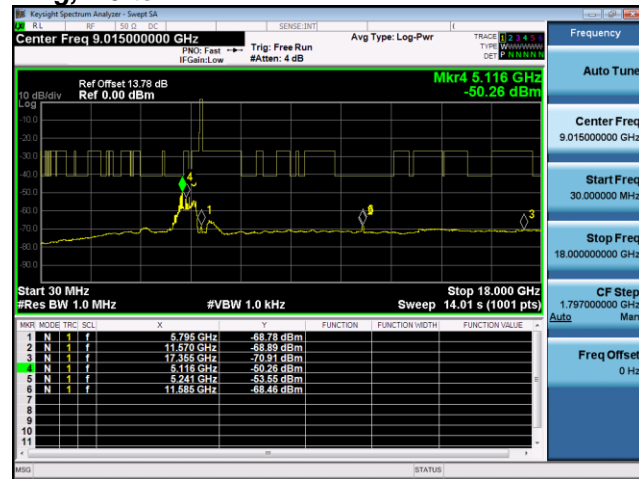 Keysight Spectrum Analyzer - Swept SA
RL RF 50 Ω DC SENSE:INT
Center Freq 9.015000000 GHz
PNO: Fast
IFGain:Low
Trig: Free Run
#Atten: 4 dB
Avg Type: Log-Pwr
TRACE 1 2 3 4 5 6
TYPE WWWWWW
DET P NNNNN
Ref Offset 13.78 dB
10 dB/div Ref 0.00 dBm
Log
Mkr4 5.116 GHz
-50.26 dBm
-10.0
-20.0
-30.0
-40.0
-50.0
-60.0
-70.0
-80.0
-90.0
4
1
3
Start 30 MHz
Stop 18.000 GHz
#Res BW 1.0 MHz #VBW 1.0 kHz Sweep 14.01 s (1001 pts)
MKR MODE TRC SCL X Y FUNCTION FUNCTION WIDTH FUNCTION VALUE
1 N 1 f 5.795 GHz -68.78 dBm
2 N 1 f 11.570 GHz -68.89 dBm
3 N 1 f 17.355 GHz -70.91 dBm
4 N 1 f 5.116 GHz -50.26 dBm
5 N 1 f 5.241 GHz -53.55 dBm
6 N 1 f 11.585 GHz -68.46 dBm
7
8
9
10
11
MSG STATUS
Frequency
Auto Tune
Center Freq
9.015000000 GHz
Start Freq
30.000000 MHz
Stop Freq
18.000000000 GHz
CF Step
1.797000000 GHz
Auto Man
Freq Offset
0 Hz